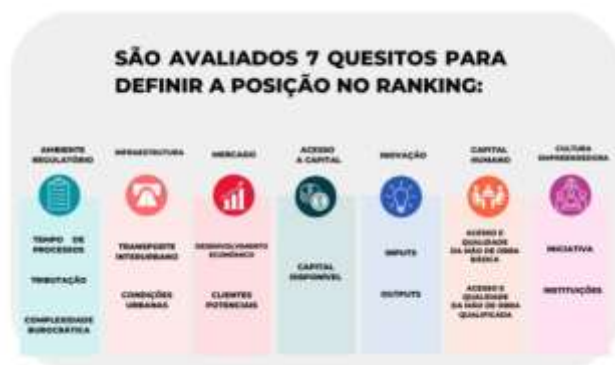 SÃO AVALIADOS 7 QUESITOS PARA
DEFINIR A POSIÇÃO NO RANKING:
AMBIENTE
REGULATÓRIO
TEMPO DE
PROCESSOS
TRIBUTAÇÃO
COMPLEXIDADE
BUROCRÁTICA
INFRAESTRUTURA
TRANSPORTE
INTERURBANO
CONDIÇÕES
URBANAS
MERCADO
DESENVOLVIMENTO
ECONÔMICO
CLIENTES
POTENCIAIS
ACESSO
A CAPITAL
CAPITAL
DISPONÍVEL
INOVAÇÃO
INPUTS
OUTPUTS
CAPITAL
HUMANO
ACESSO E
QUALIDADE
DA MÃO DE OBRA
BÁSICA
ACESSO E
QUALIDADE
DA MÃO DE OBRA
QUALIFICADA
CULTURA
EMPREENDEDORA
INICIATIVA
INSTITUIÇÕES